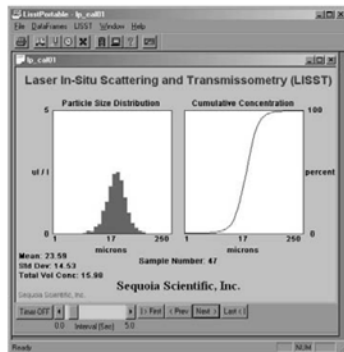 LisstPortable - lp_cal01
File DataFrames LISST Window Help
lp_cal01
Laser In-Situ Scattering and Transmissometry (LISST)
Particle Size Distribution Cumulative Concentration
5 100
ul / l percent
0 0
1 17 250 1 17 250
microns microns
Sample Number: 47
Mean: 23.59
Std Dev: 14.53
Total Vol Conc: 15.98
Sequoia Scientific, Inc.
Sequoia Scientific, Inc.
Timer OFF First < Prev Next > Last
0.0 Interval (Sec) 5.0
Ready NUM